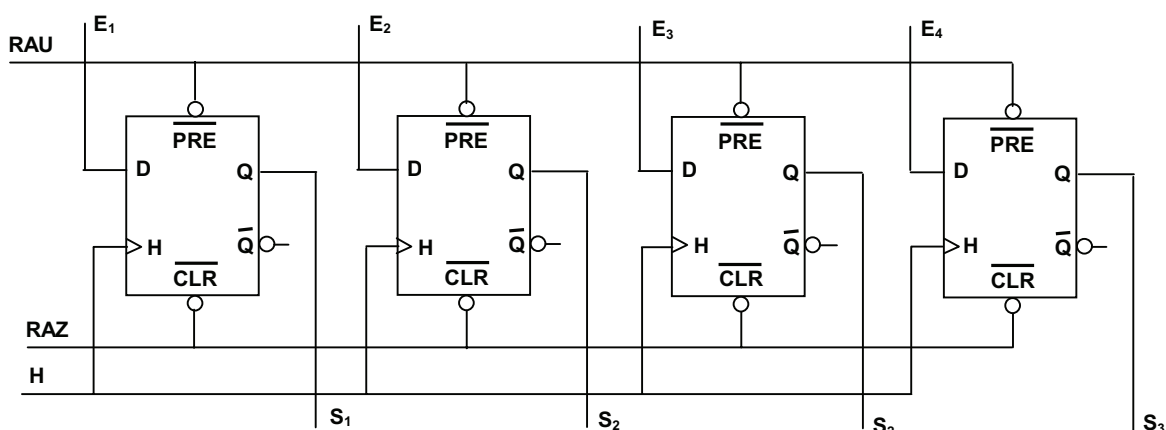 E₁ E₂ E₃ E₄
RAU
PRE PRE PRE PRE
D Q D Q D Q D Q
H Q H Q H Q H Q
CLR CLR CLR CLR
RAZ
H
S₁ S₂ S₃ S₃